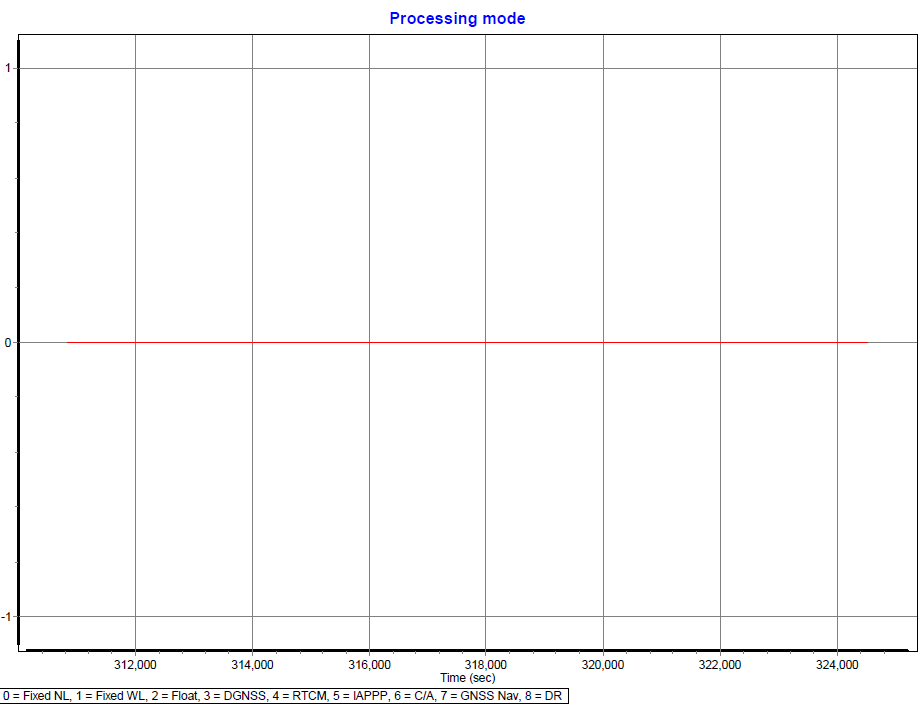 Processing mode
1
0
-1
312,000 314,000 316,000 318,000 320,000 322,000 324,000
Time (sec)
0 = Fixed NL, 1 = Fixed WL, 2 = Float, 3 = DGNSS, 4 = RTCM, 5 = IAPPP, 6 = C/A, 7 = GNSS Nav, 8 = DR